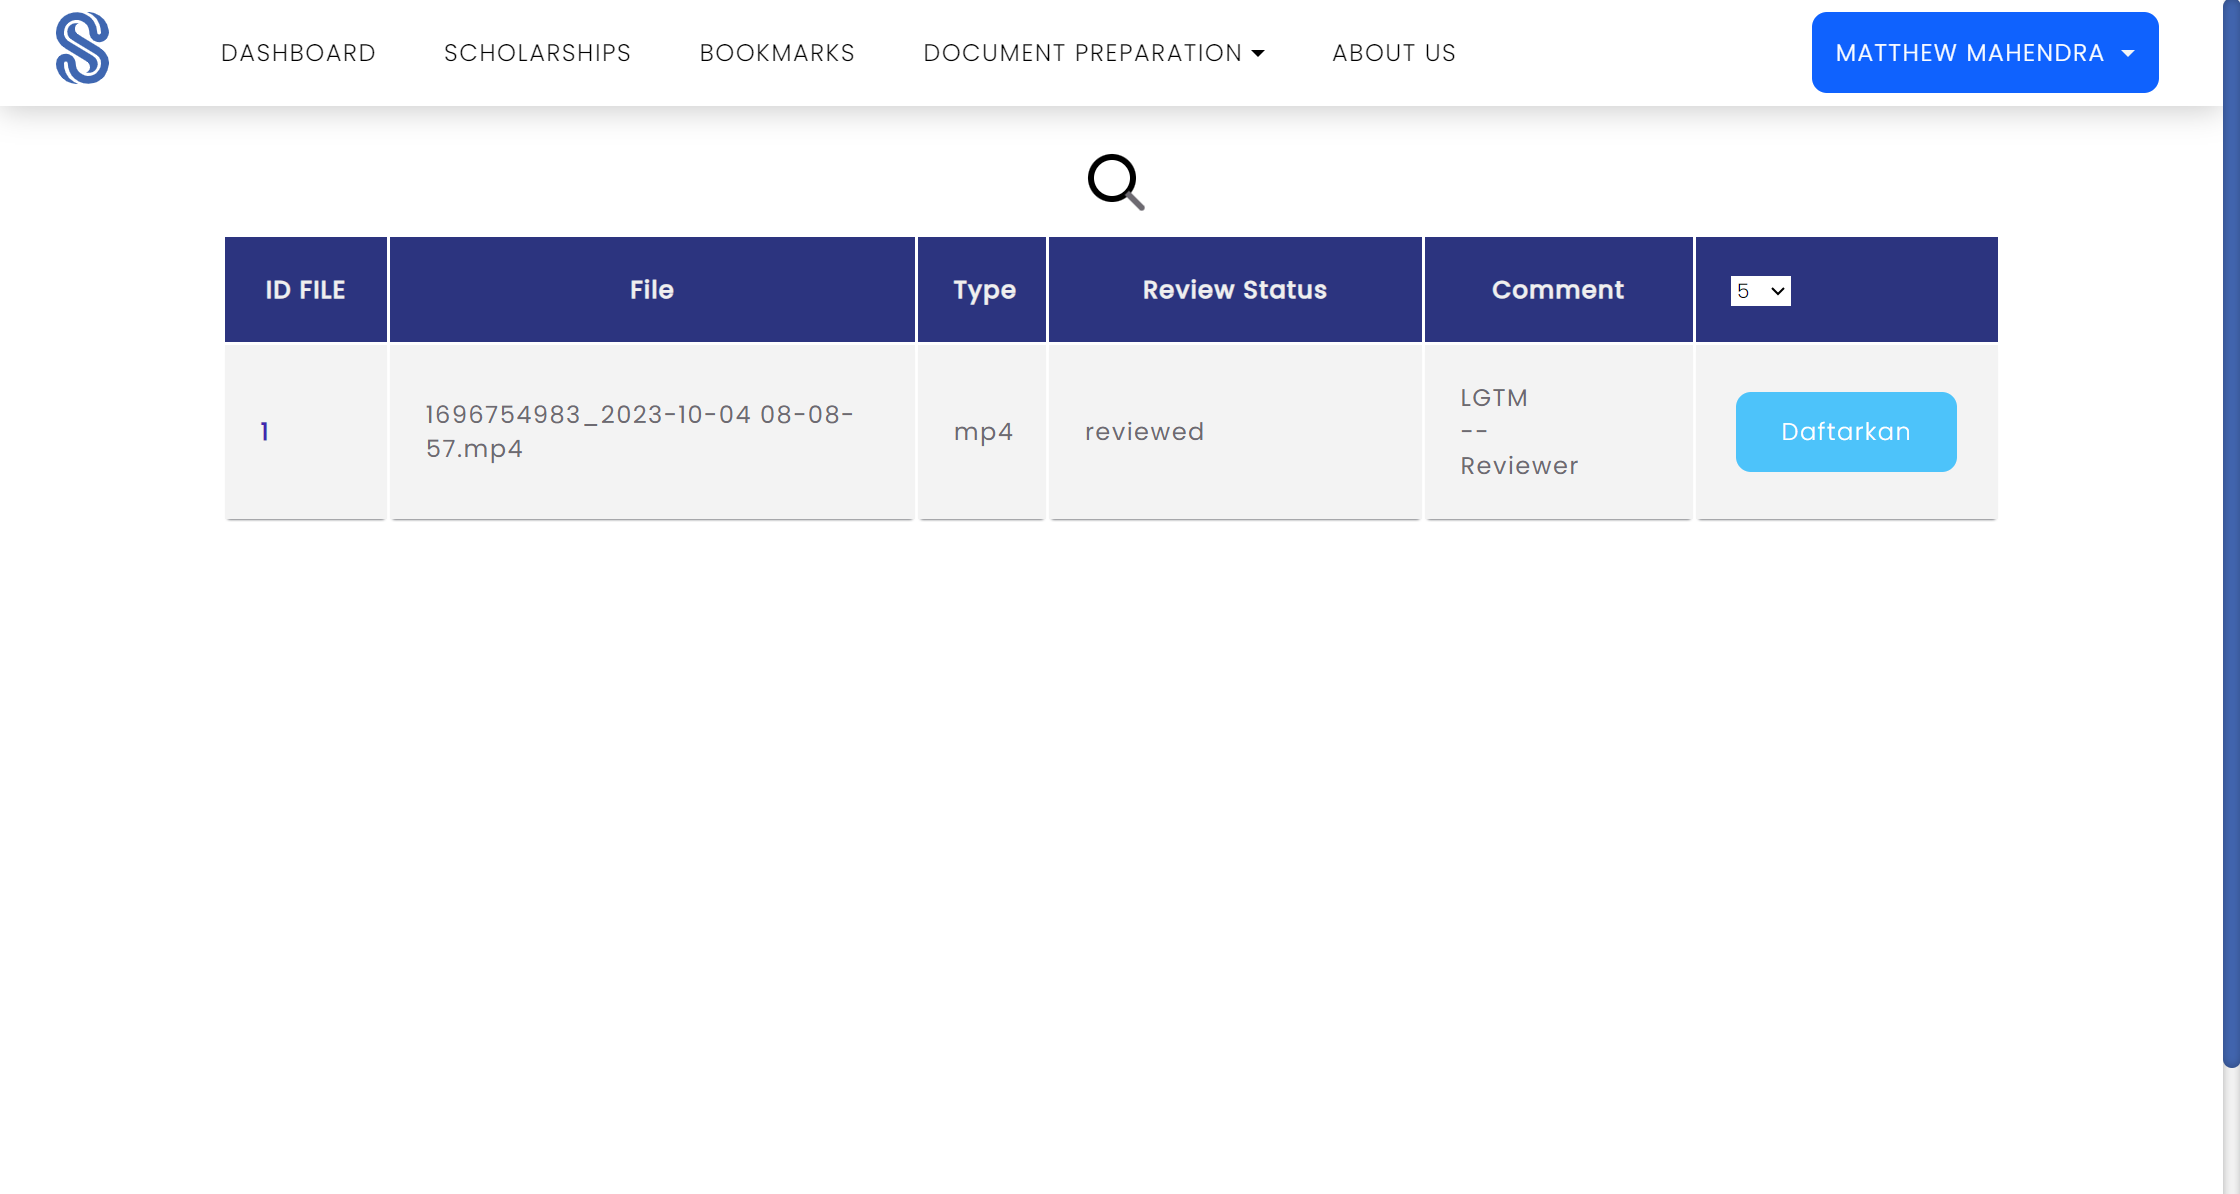 DASHBOARD SCHOLARSHIPS BOOKMARKS DOCUMENT PREPARATION ABOUT US MATTHEW MAHENDRA
ID FILE File Type Review Status Comment 5
1 1696754983_2023-10-04 08-08-
57.mp4 mp4 reviewed LGTM
--
Reviewer Daftarkan